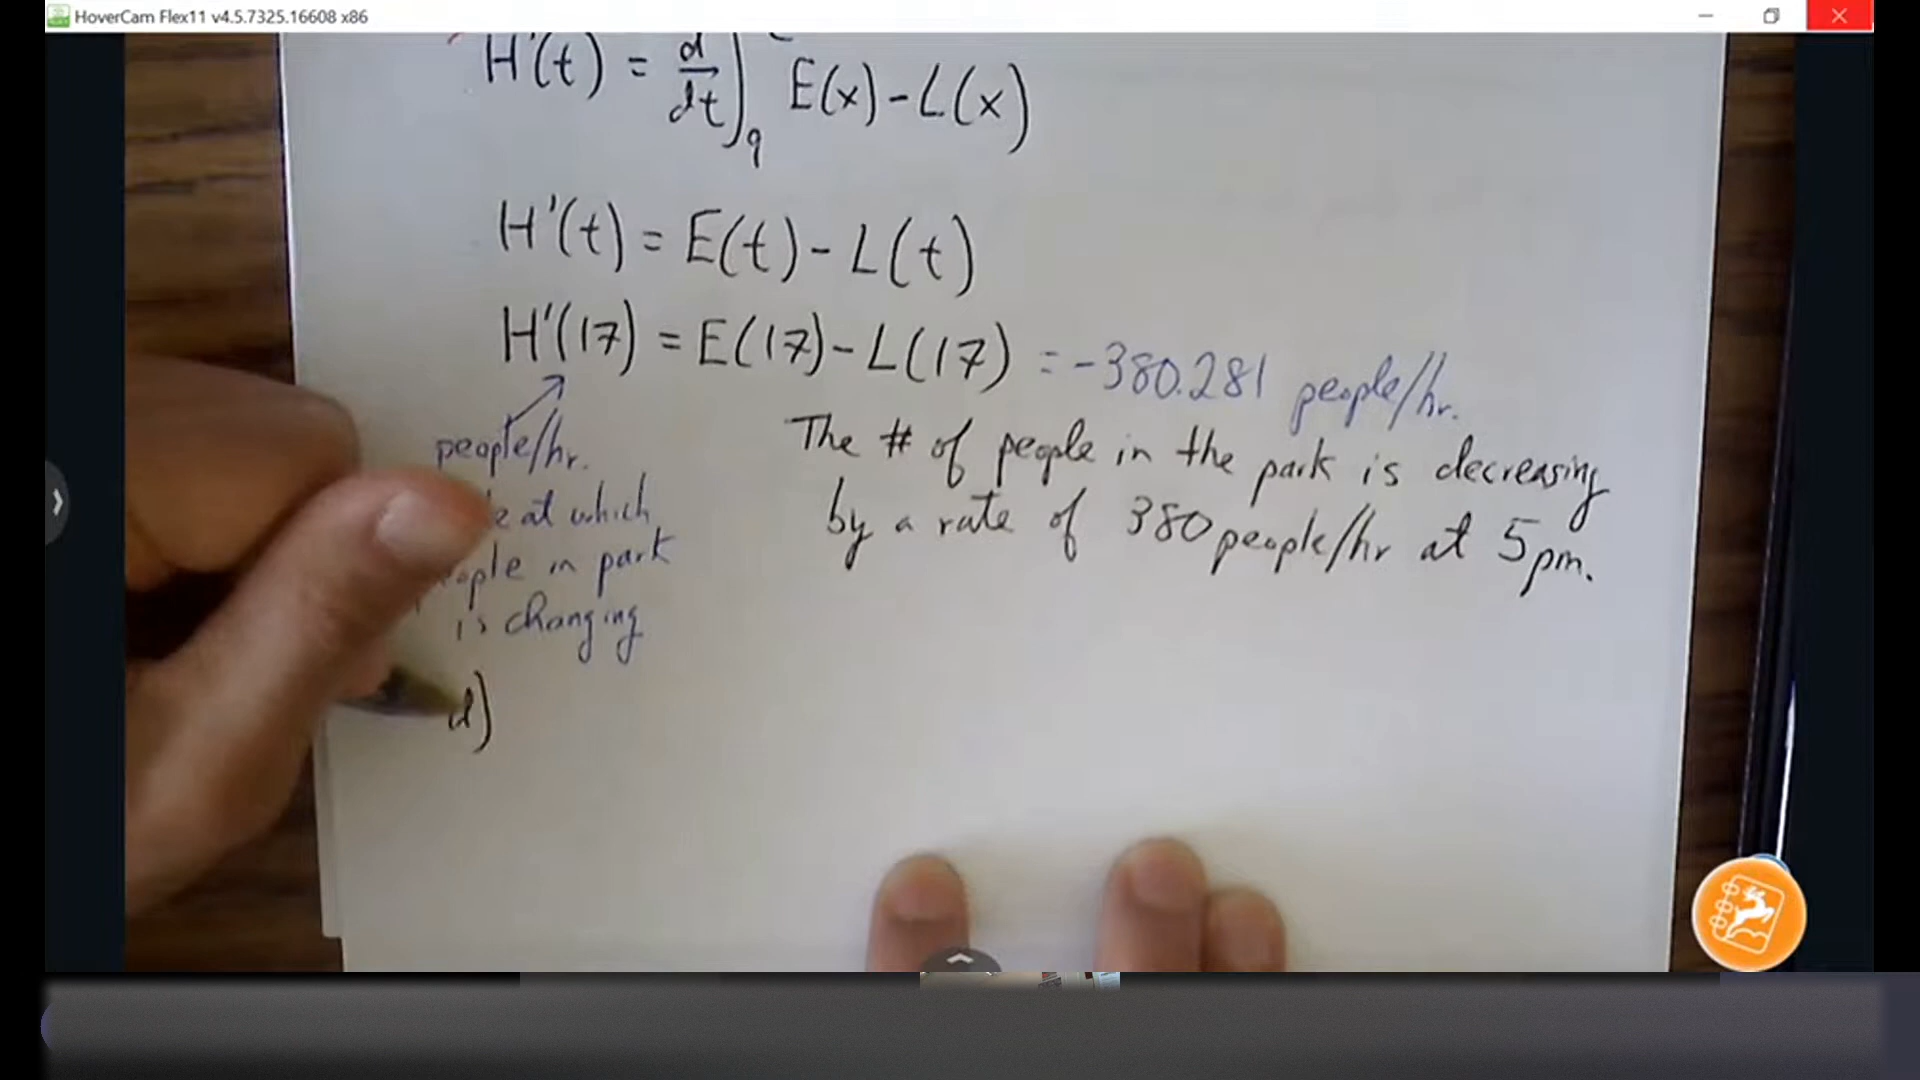 HoverCam Flex11 v4.5.7325.16608 x86
H'(t) = d/dt ∫9 E(x)-L(x)
H'(t) = E(t) - L(t)
H'(17) = E(17) - L(17) = -380.281 people/hr.
people/hr.
at which
in park
is changing
The # of people in the park is decreasing
by a rate of 380 people/hr at 5pm.
d)